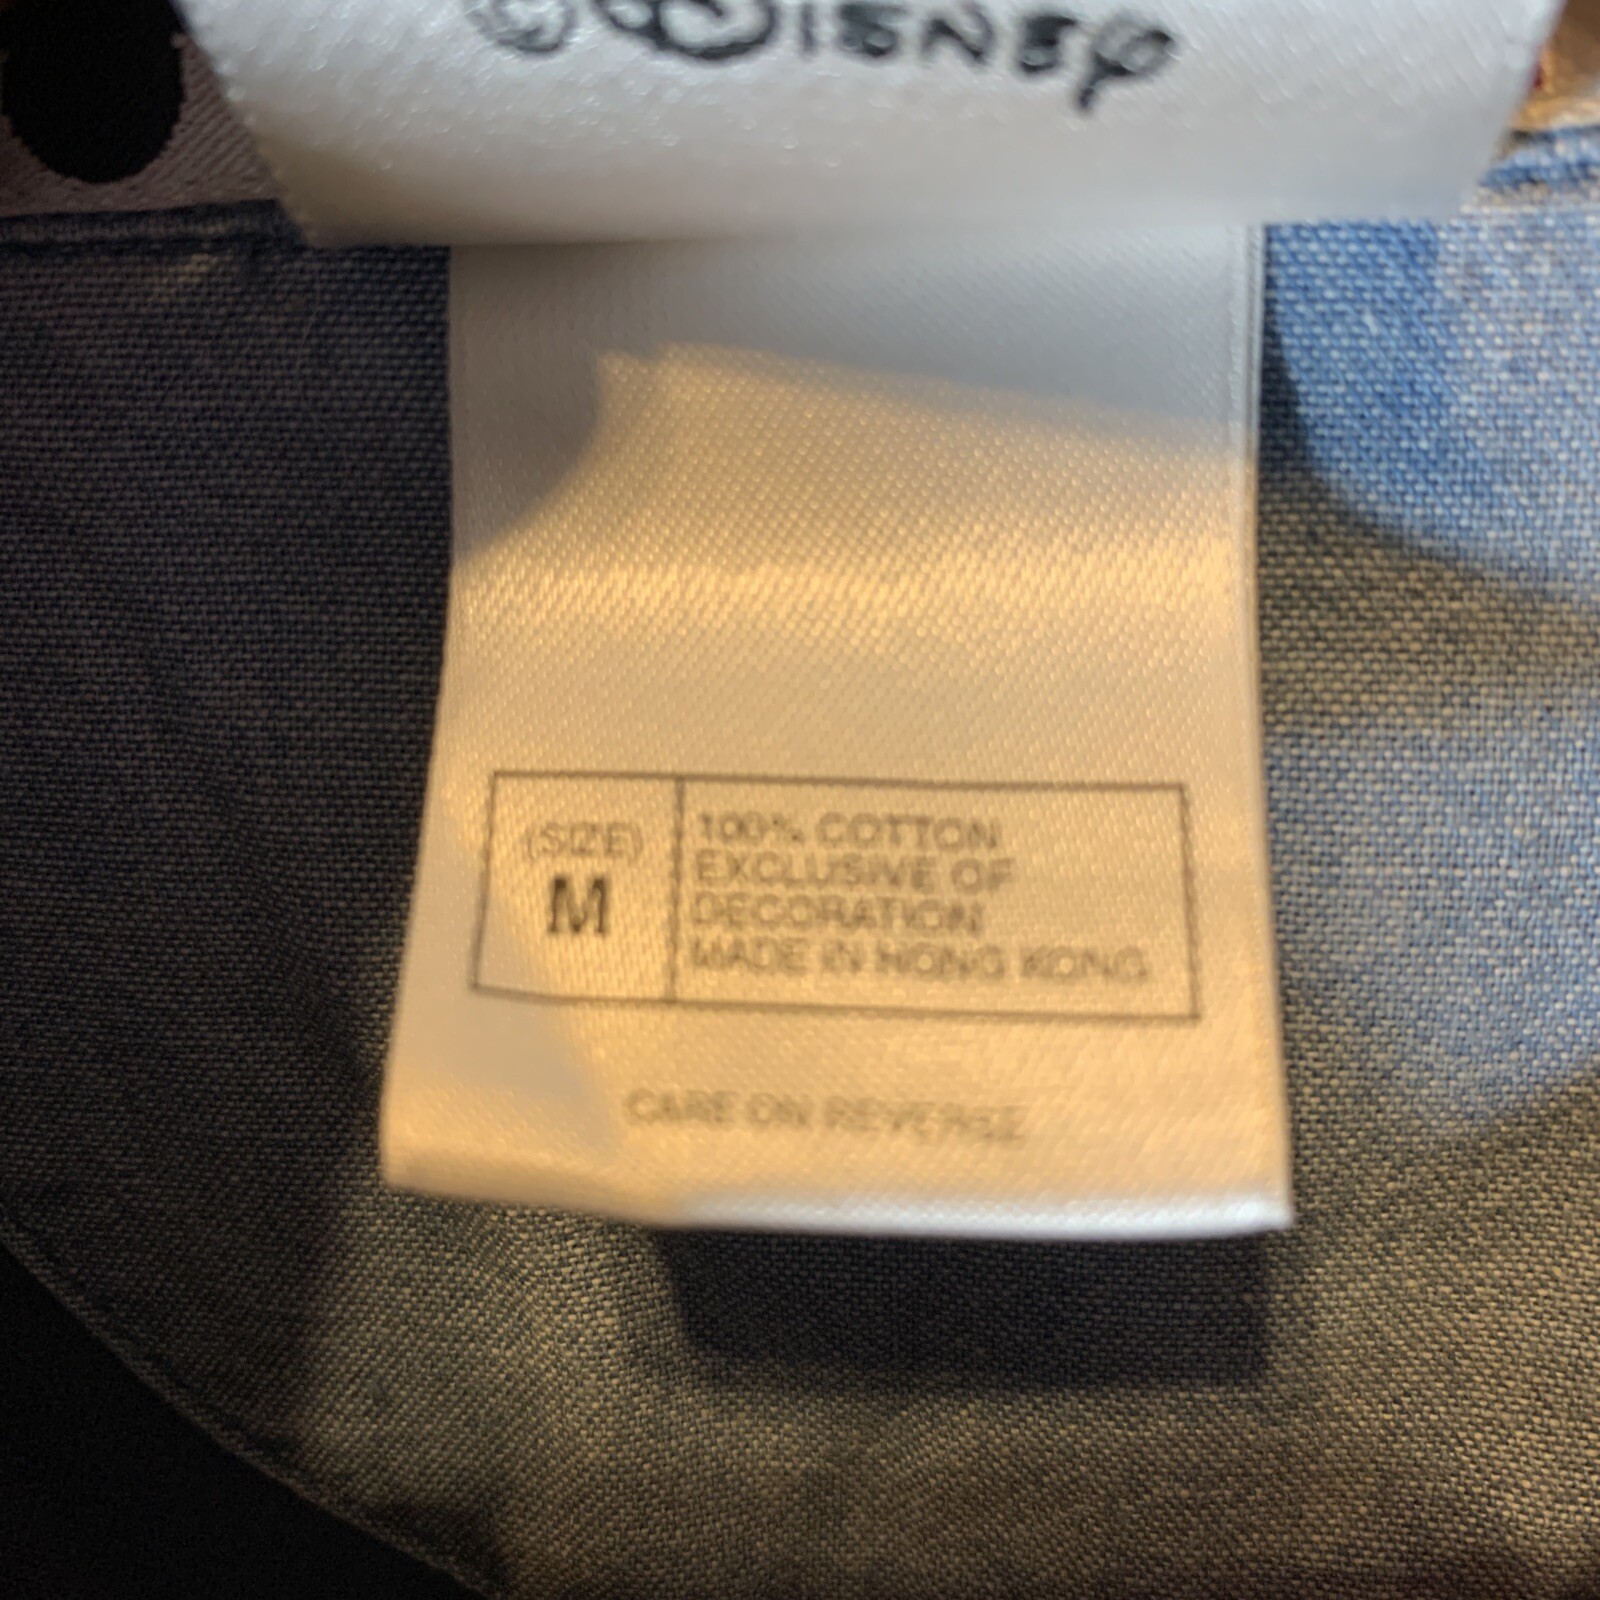 © Disney
(SIZE)
M
100% COTTON
EXCLUSIVE OF
DECORATION
MADE IN HONG KONG
CARE ON REVERSE